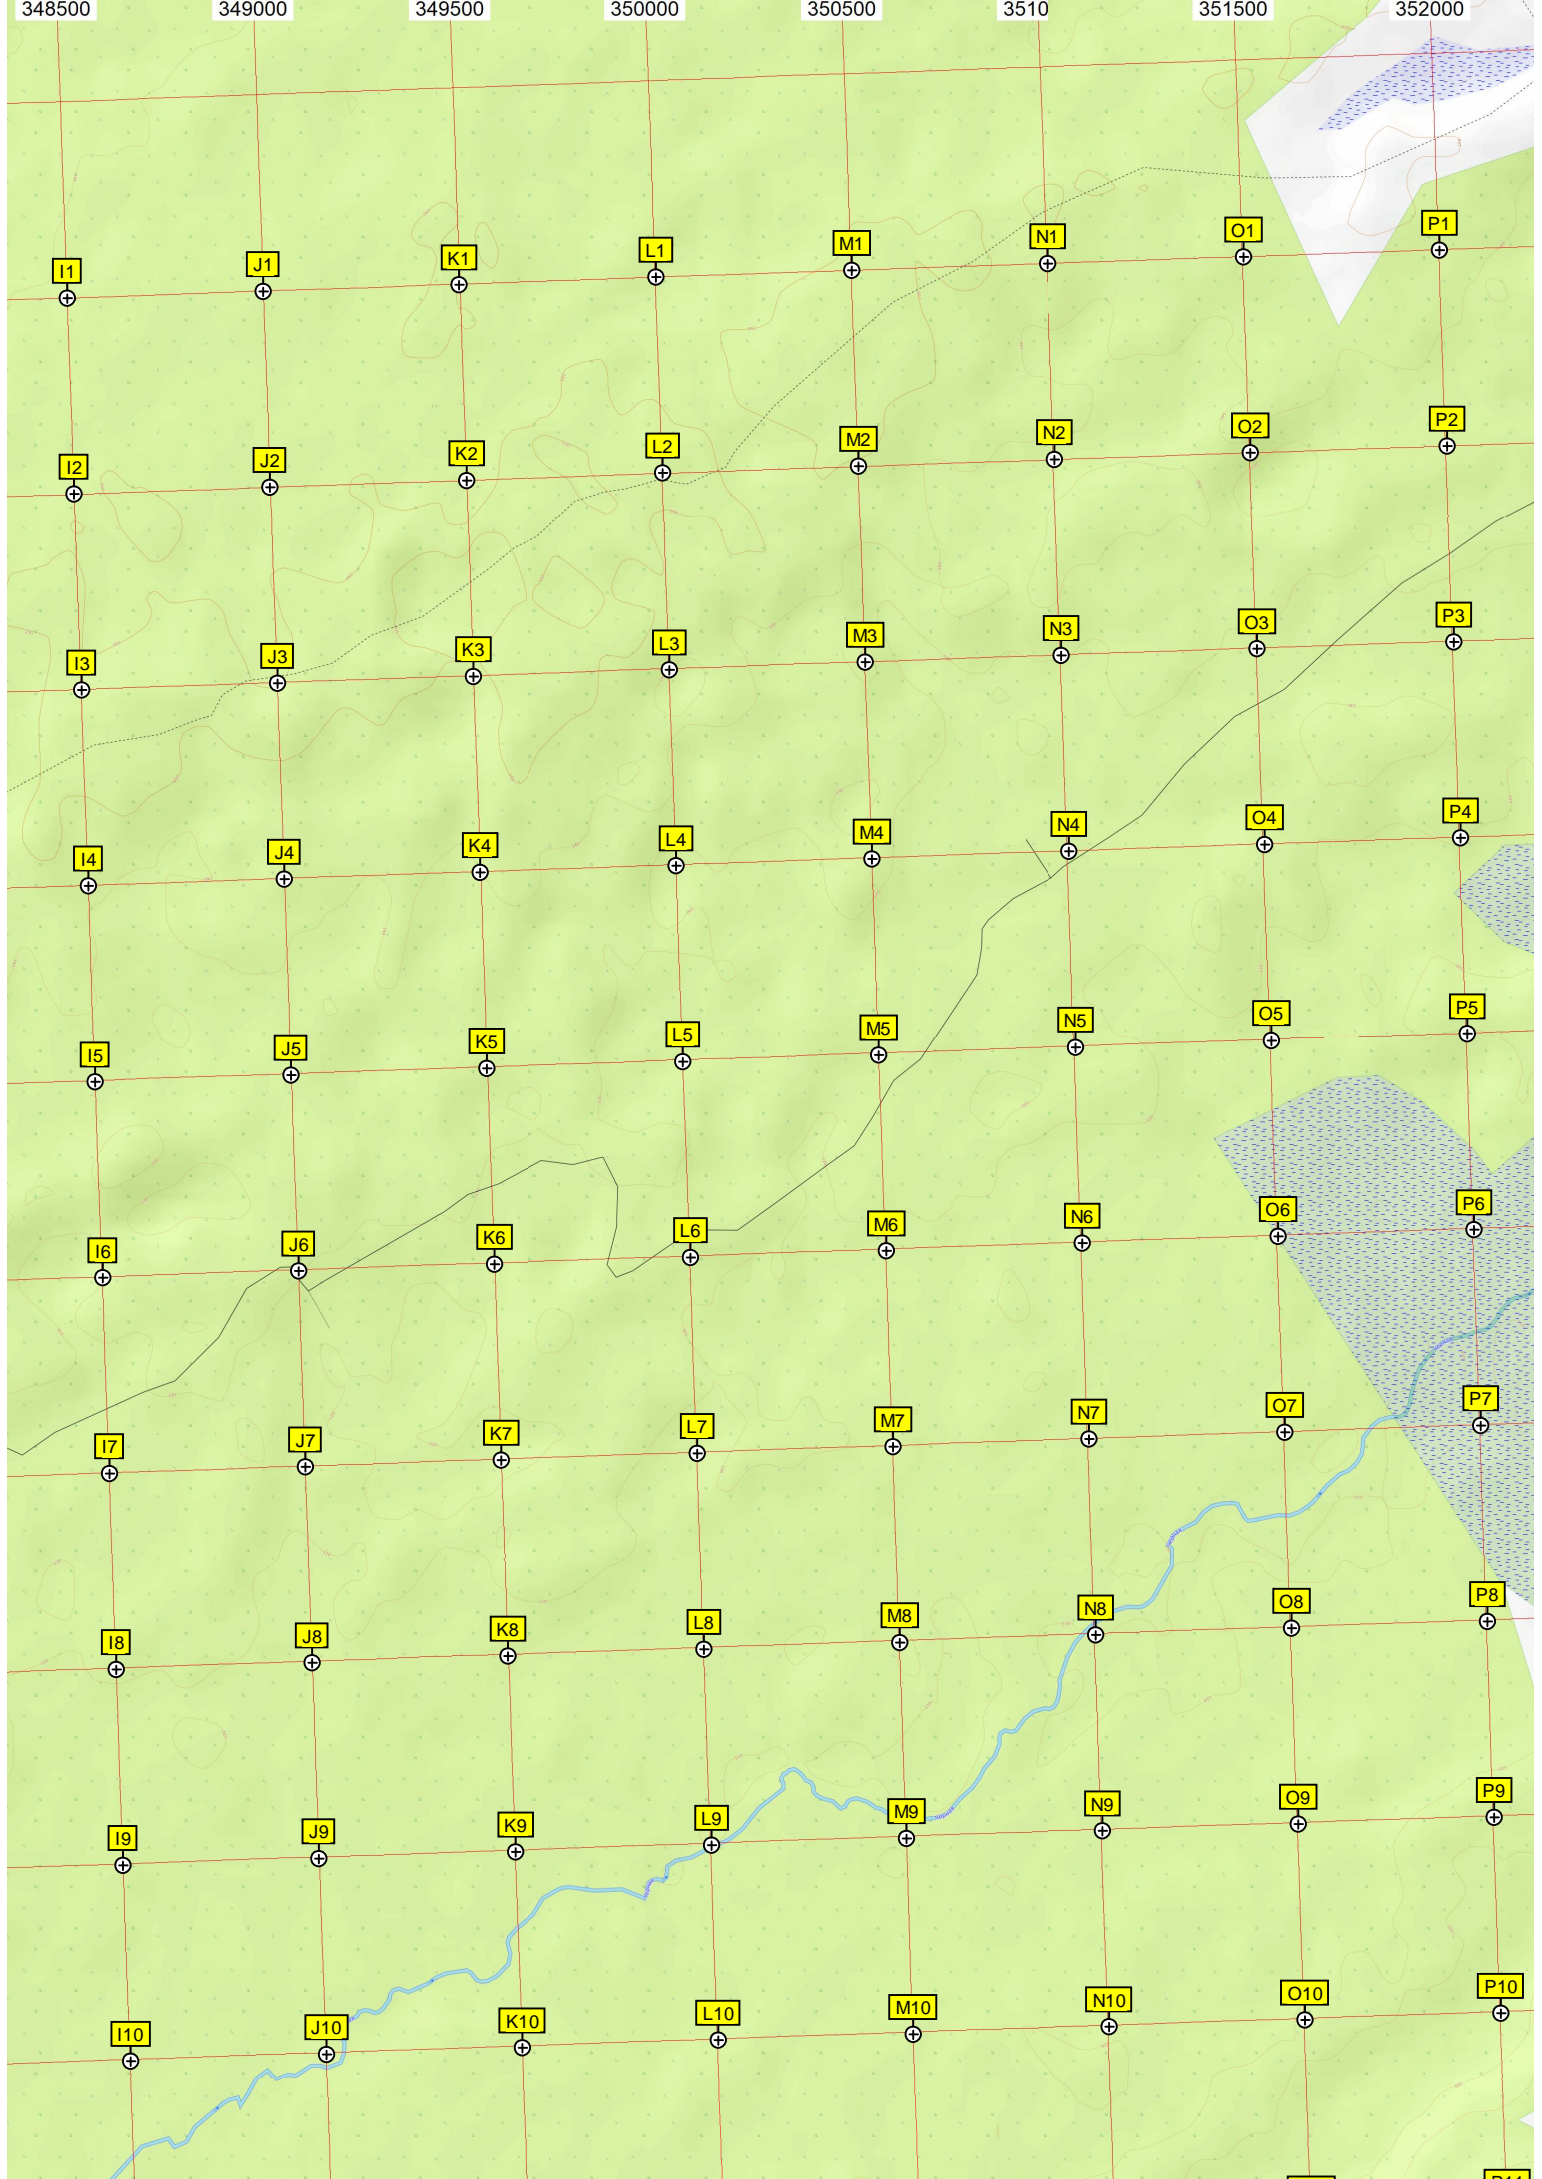 348500 349000 349500 350000 350500 3510 351500 352000
I1 J1 K1 L1 M1 N1 O1 P1
I2 J2 K2 L2 M2 N2 O2 P2
I3 J3 K3 L3 M3 N3 O3 P3
I4 J4 K4 L4 M4 N4 O4 P4
I5 J5 K5 L5 M5 N5 O5 P5
I6 J6 K6 L6 M6 N6 O6 P6
I7 J7 K7 L7 M7 N7 O7 P7
I8 J8 K8 L8 M8 N8 O8 P8
I9 J9 K9 L9 M9 N9 O9 P9
I10 J10 K10 L10 M10 N10 O10 P10